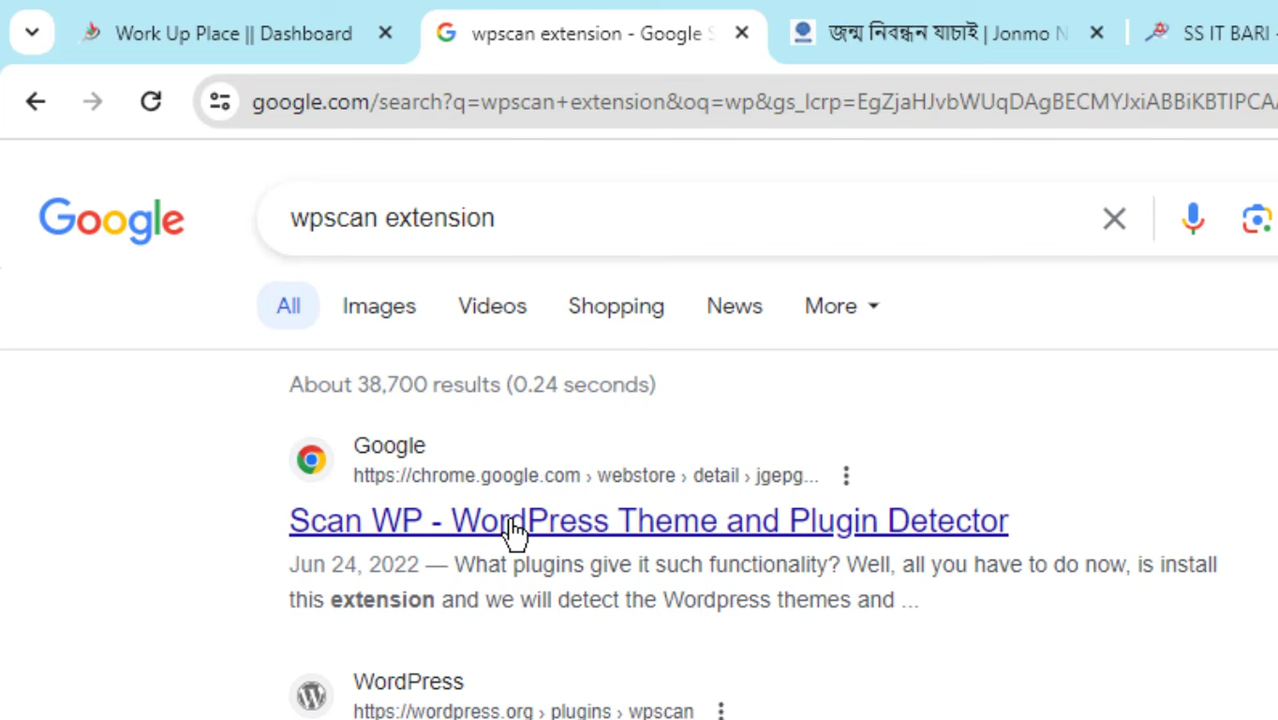 Work Up Place || Dashboard
wpscan extension - Google S
জন্ম নিবন্ধন যাচাই | Jonmo N
SS IT BARI -
google.com/search?q=wpscan+extension&oq=wp&gs_lcrp=EgZjaHJvbWUqDAgBECMYJxiABBiKBTIPCAA
Google
wpscan extension
All
Images
Videos
Shopping
News
More
About 38,700 results (0.24 seconds)
Google
https://chrome.google.com › webstore › detail › jgepg...
Scan WP - WordPress Theme and Plugin Detector
Jun 24, 2022 — What plugins give it such functionality? Well, all you have to do now, is install
this extension and we will detect the Wordpress themes and ...
WordPress
https://wordpress.org › plugins › wpscan